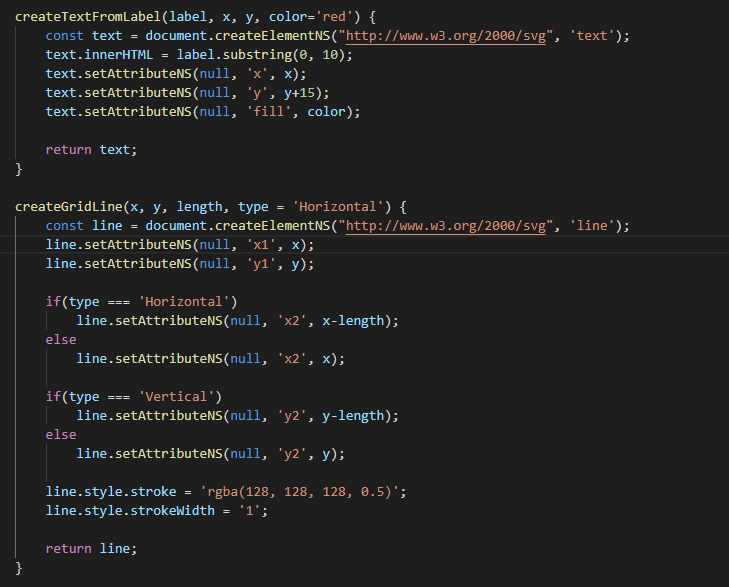 createTextFromLabel(label, x, y, color='red') {
    const text = document.createElementNS("http://www.w3.org/2000/svg", 'text');
    text.innerHTML = label.substring(0, 10);
    text.setAttributeNS(null, 'x', x);
    text.setAttributeNS(null, 'y', y+15);
    text.setAttributeNS(null, 'fill', color);

    return text;
}

createGridLine(x, y, length, type = 'Horizontal') {
    const line = document.createElementNS("http://www.w3.org/2000/svg", 'line');
    line.setAttributeNS(null, 'x1', x);
    line.setAttributeNS(null, 'y1', y);

    if(type === 'Horizontal')
        line.setAttributeNS(null, 'x2', x-length);
    else
        line.setAttributeNS(null, 'x2', x);

    if(type === 'Vertical')
        line.setAttributeNS(null, 'y2', y-length);
    else
        line.setAttributeNS(null, 'y2', y);

    line.style.stroke = 'rgba(128, 128, 128, 0.5)';
    line.style.strokeWidth = '1';

    return line;
}